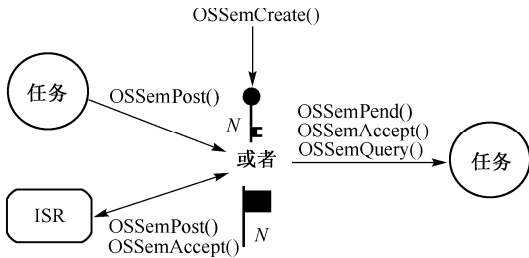 OSSemCreate()
任务
OSSemPost()
N
或者
OSSemPend()
OSSemAccept()
OSSemQuery()
任务
ISR
OSSemPost()
OSSemAccept()
N